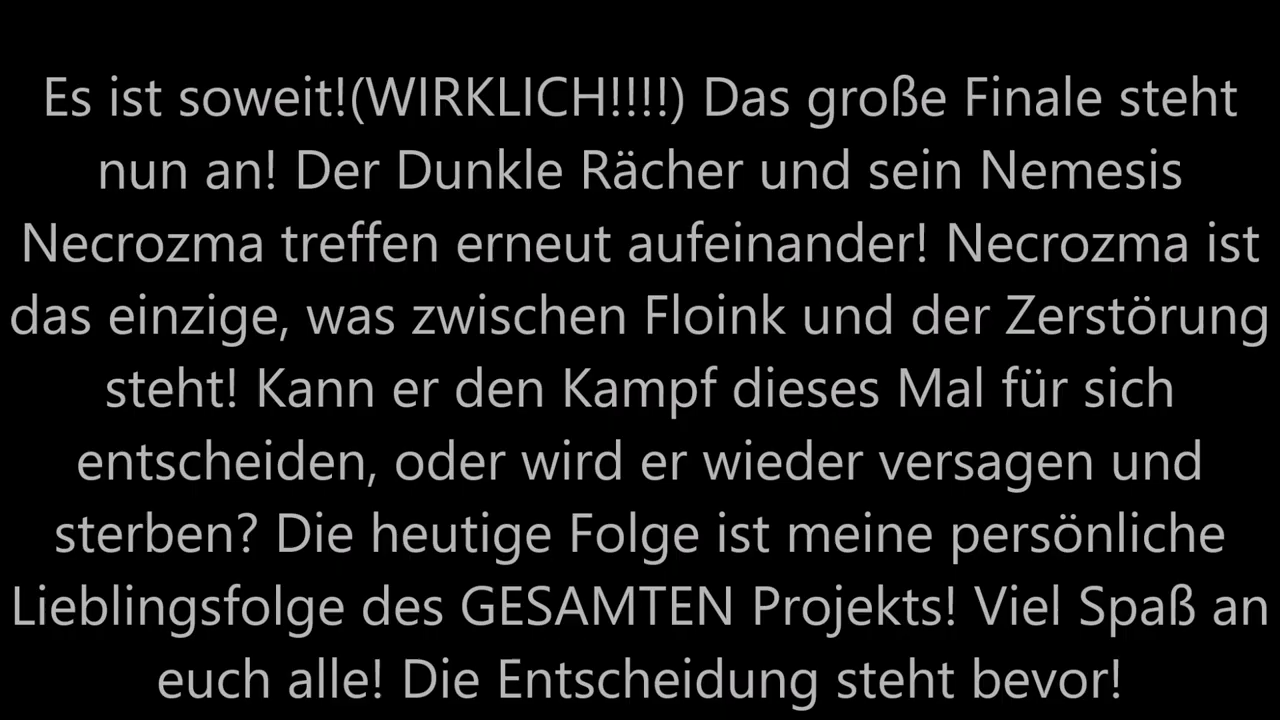 Es ist soweit!(WIRKLICH!!!!) Das große Finale steht
nun an! Der Dunkle Rächer und sein Nemesis
Necrozma treffen erneut aufeinander! Necrozma ist
das einzige, was zwischen Floink und der Zerstörung
steht! Kann er den Kampf dieses Mal für sich
entscheiden, oder wird er wieder versagen und
sterben? Die heutige Folge ist meine persönliche
Lieblingsfolge des GESAMTEN Projekts! Viel Spaß an
euch alle! Die Entscheidung steht bevor!